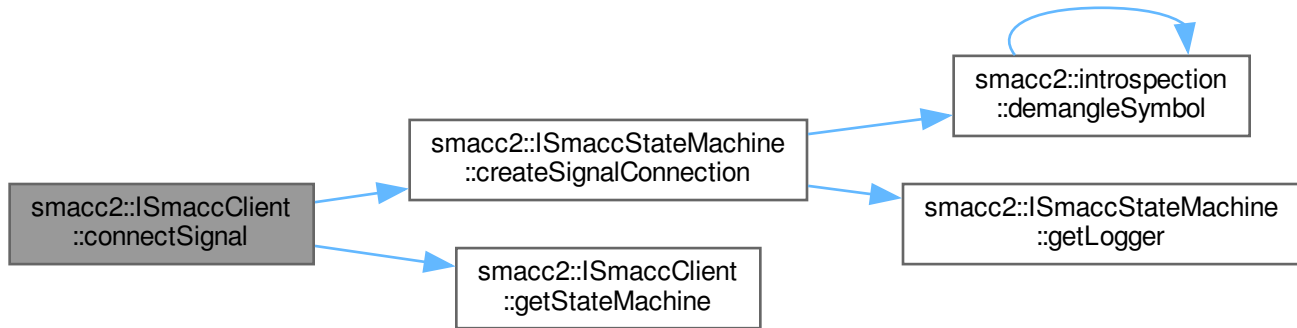 smacc2::ISmaccClient
::connectSignal
smacc2::ISmaccStateMachine
::createSignalConnection
smacc2::introspection
::demangleSymbol
smacc2::ISmaccStateMachine
::getLogger
smacc2::ISmaccClient
::getStateMachine